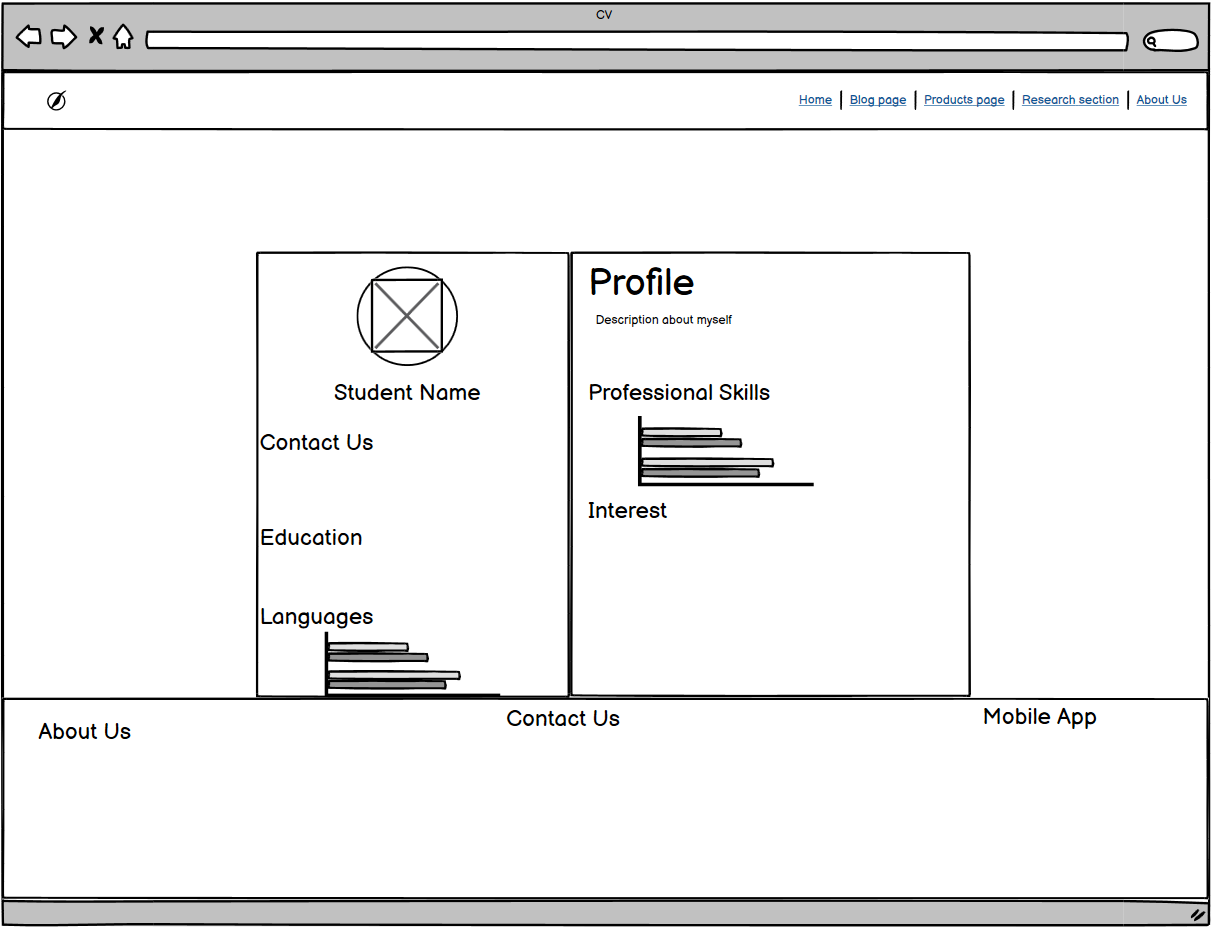 CV
Home Blog page Products page Research section About Us
Student Name
Contact Us
Education
Languages
Profile
Description about myself
Professional Skills
Interest
About Us
Contact Us
Mobile App